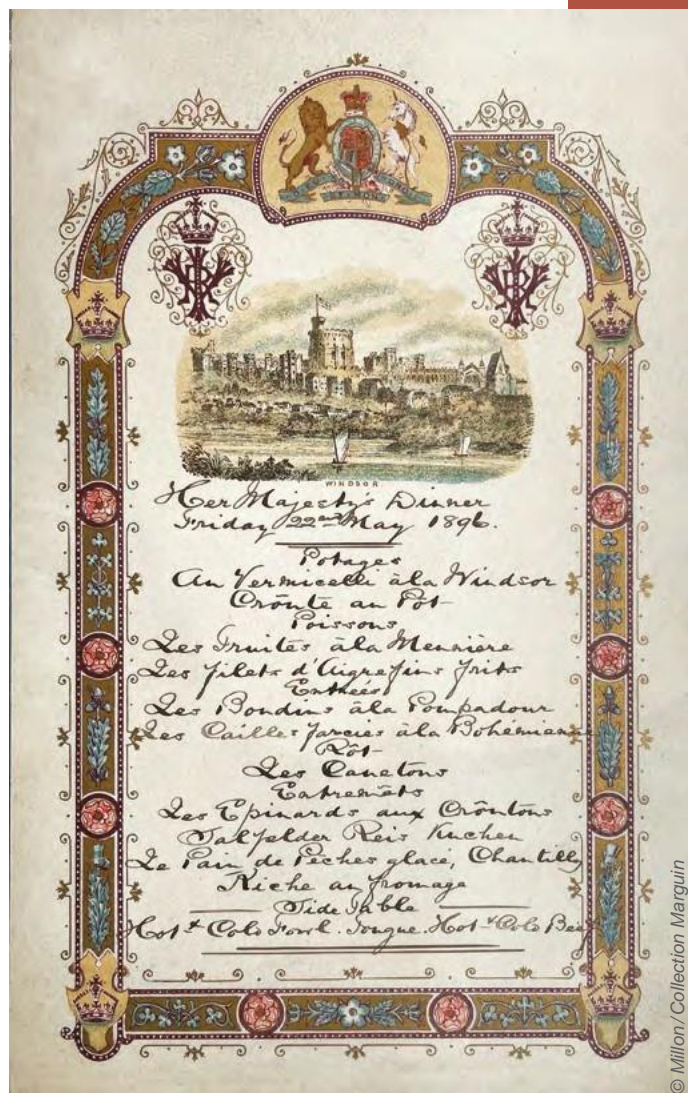 WINDSOR
Her Majesty's Dinner
Friday 22nd May 1896.
Potages
Au Vermicelli à la Windsor
Croûte au Pôt
Poissons
Les Truites à la Meunière
Les filets d'Aigrefins frits
Entrées
Les Boudins à la Pompadour
Les Cailles farcies à la Bohémienne
Rôt
Les Canetons
Entremêts
Les Epinards aux Croûtons
Salfelder Reis Kuchen
Le Pain de Pêches glacé, Chantilly
Riche au fromage
Side Table
Hot & Cold Fowl. Tongue. Hot & Cold Beef
© Millon/Collection Marguin